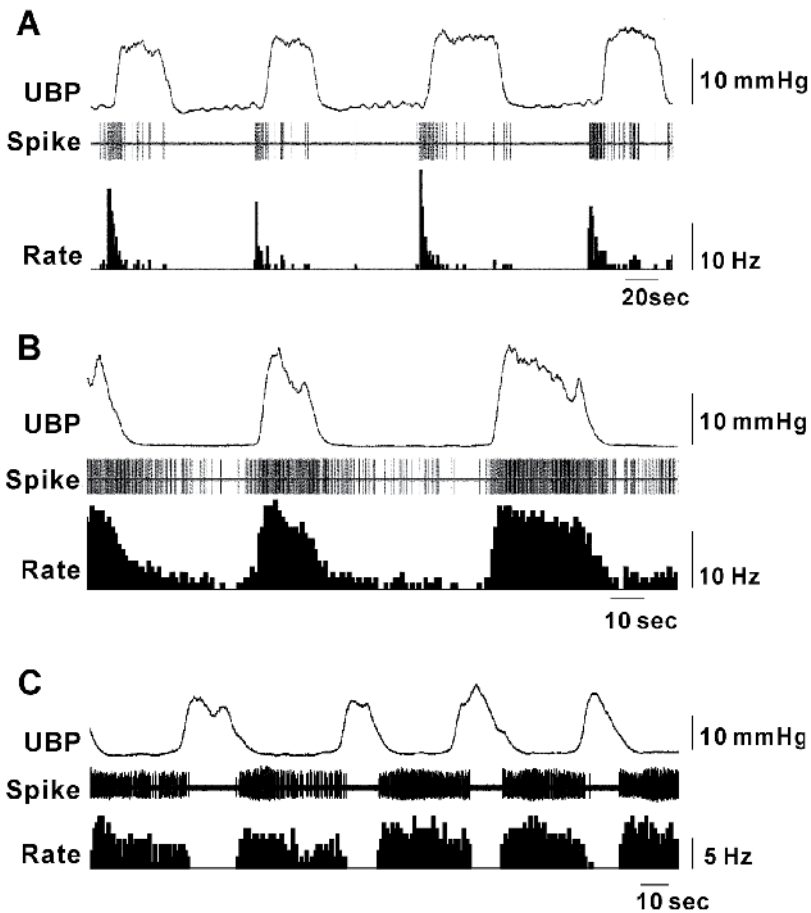 A
UBP
10 mmHg
Spike
Rate
10 Hz
20sec
B
UBP
10 mmHg
Spike
Rate
10 Hz
10 sec
C
UBP
10 mmHg
Spike
Rate
5 Hz
10 sec